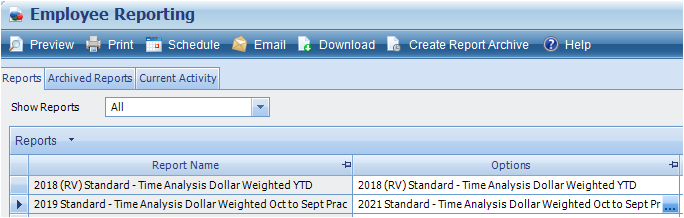 Employee Reporting
Preview Print Schedule Email Download Create Report Archive Help
Reports Archived Reports Current Activity
Show Reports All
Reports
Report Name Options
2018 (RV) Standard - Time Analysis Dollar Weighted YTD 2018 (RV) Standard - Time Analysis Dollar Weighted YTD
2019 Standard - Time Analysis Dollar Weighted Oct to Sept Prac 2021 Standard - Time Analysis Dollar Weighted Oct to Sept Pr ...